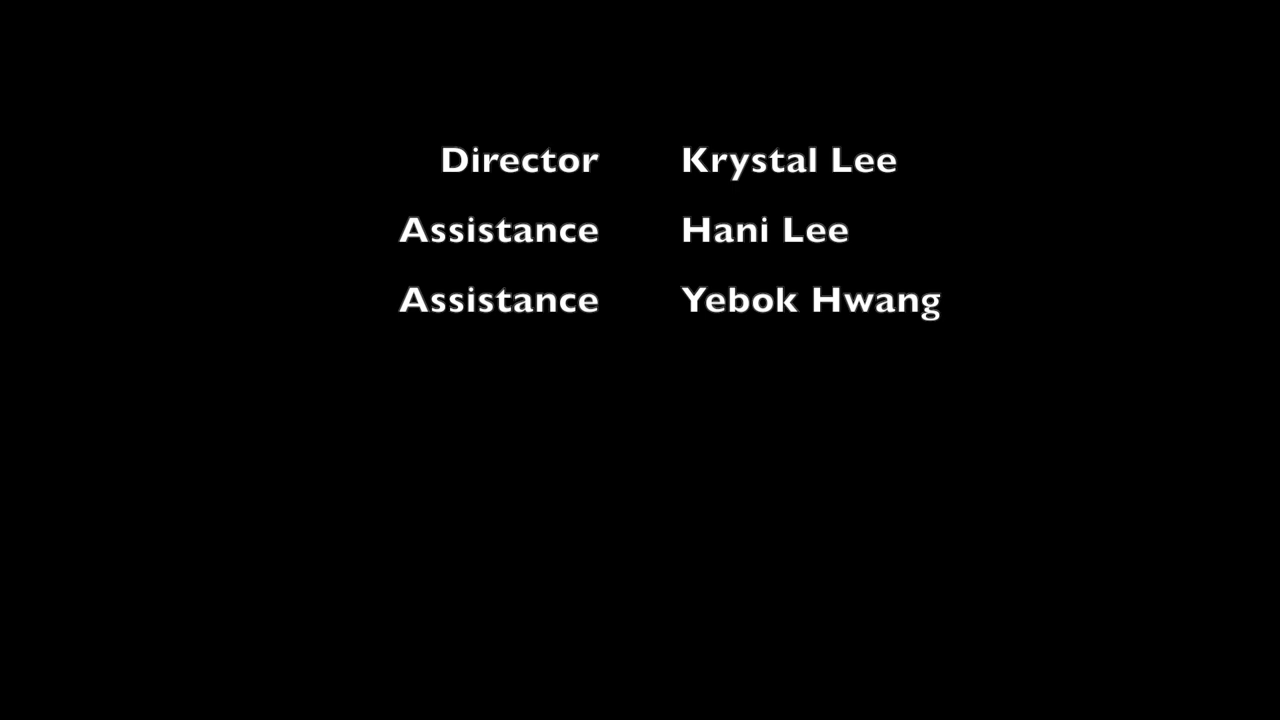 Director Krystal Lee
Assistance Hani Lee
Assistance Yebok Hwang